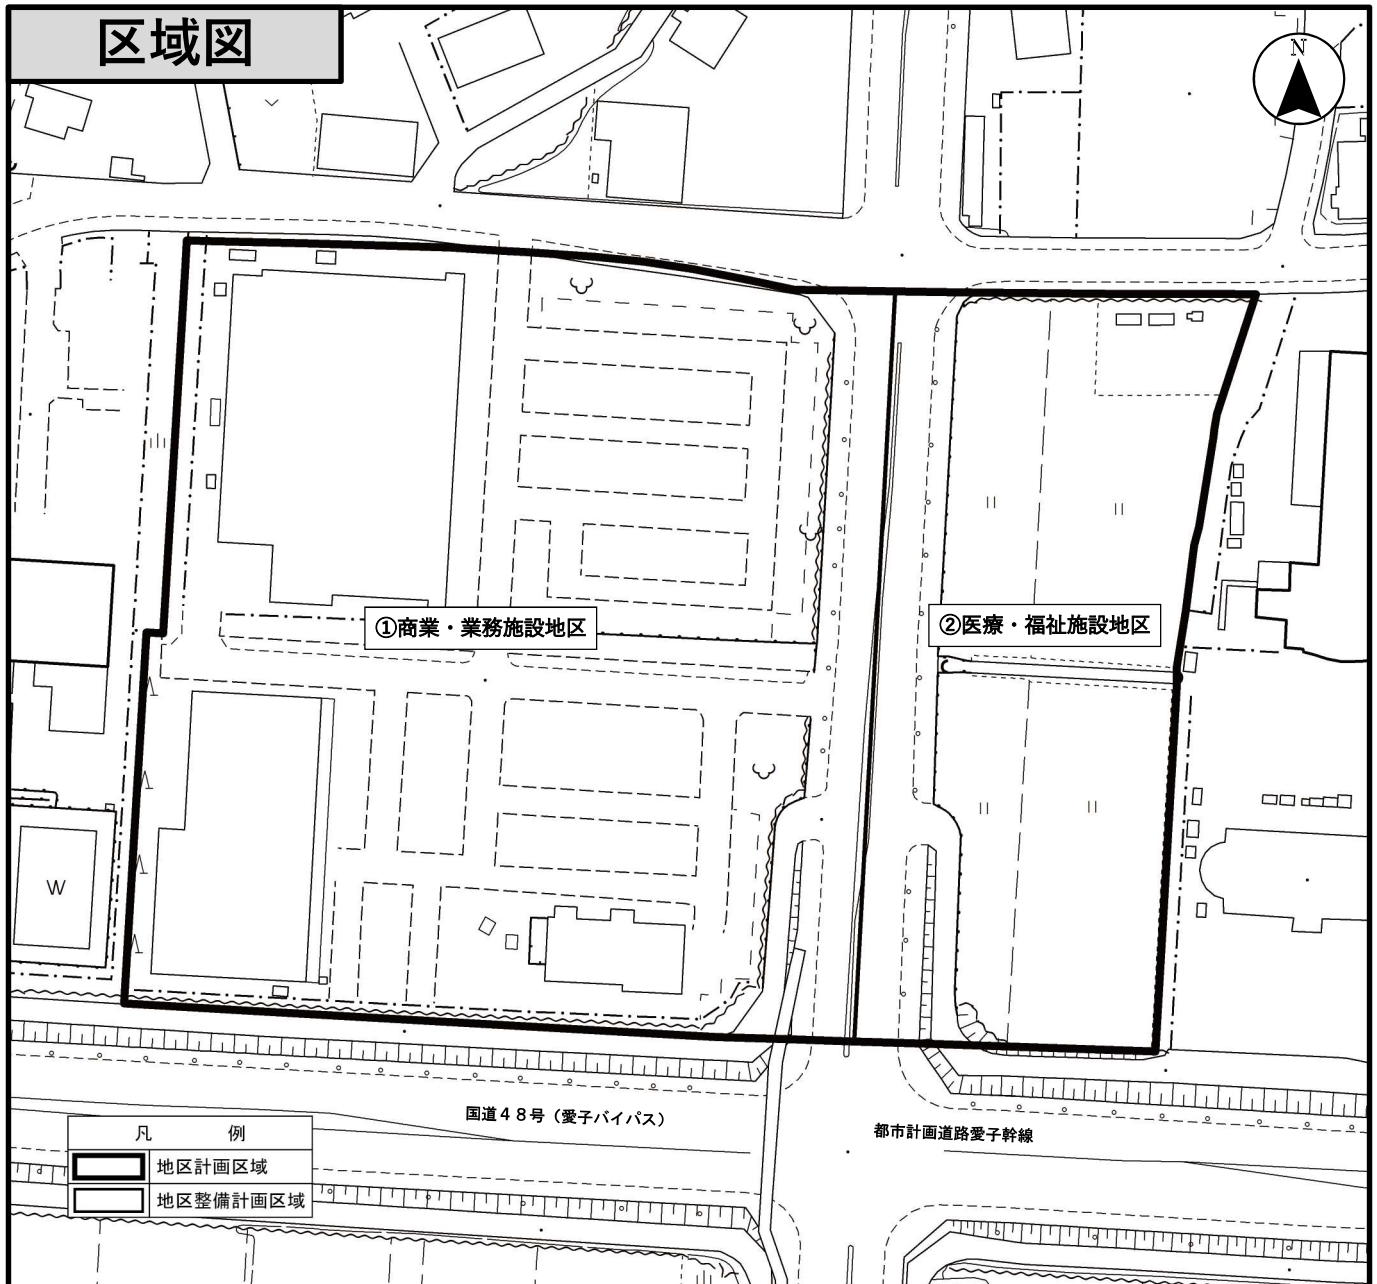 区域図
N
①商業・業務施設地区
②医療・福祉施設地区
W
国道48号（愛子バイパス）
都市計画道路愛子幹線
凡　例
地区計画区域
地区整備計画区域